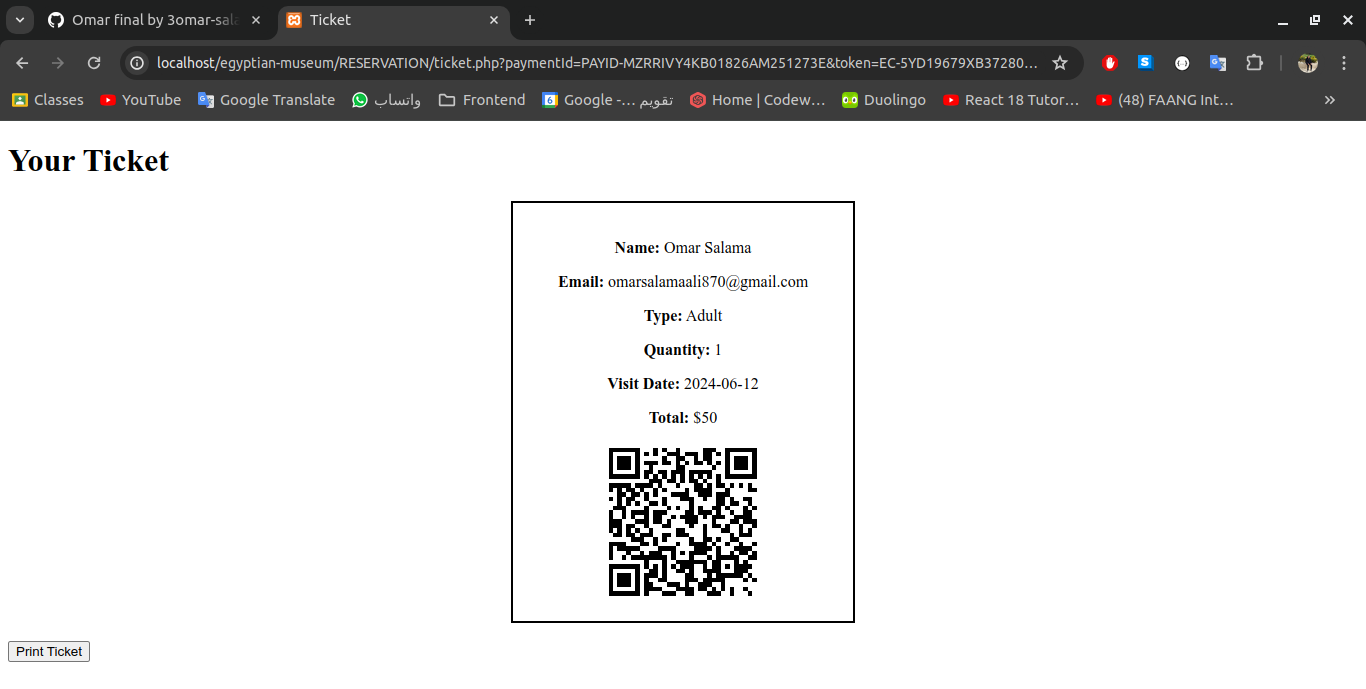 Omar final by 3omar-sala
Ticket
localhost/egyptian-museum/RESERVATION/ticket.php?paymentId=PAYID-MZRRIVY4KB01826AM251273E&token=EC-5YD19679XB37280...
Classes
YouTube
Google Translate
واتساب
Frontend
Google -... تقويم
Home | Codew...
Duolingo
React 18 Tutor...
(48) FAANG Int...
Your Ticket
Name: Omar Salama
Email: omarsalamaali870@gmail.com
Type: Adult
Quantity: 1
Visit Date: 2024-06-12
Total: $50
Print Ticket